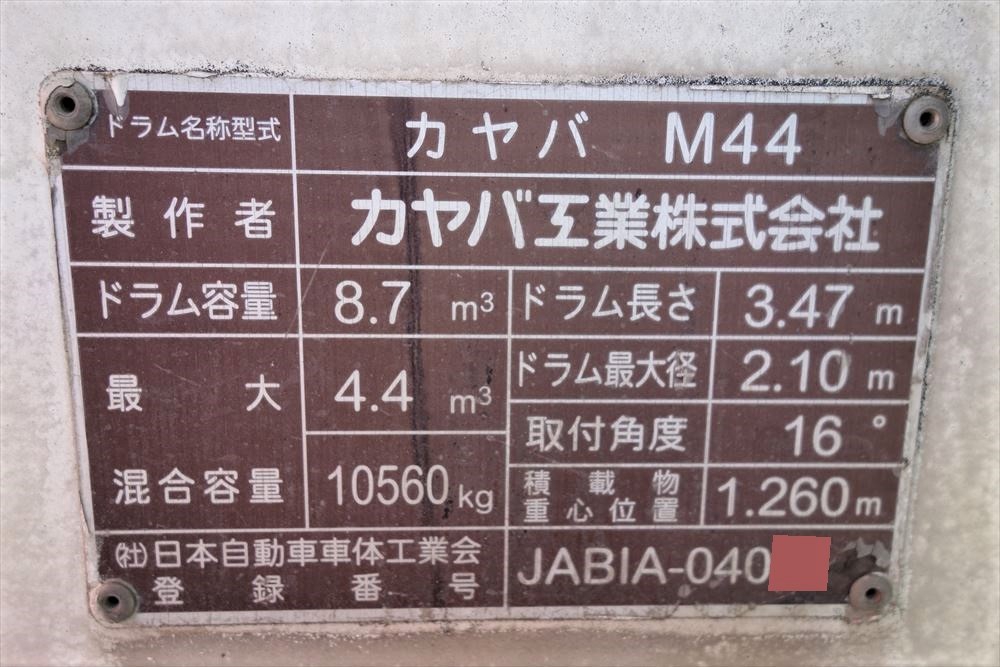 ドラム名称型式 カヤバ M44
製作者 カヤバ工業株式会社
ドラム容量 8.7 m³ ドラム長さ 3.47 m
最大 4.4 m³ ドラム最大径 2.10 m
取付角度 16°
混合容量 10560 kg 積載物
重心位置 1.260 m
(社)日本自動車車体工業会
登録番号 JABIA-040